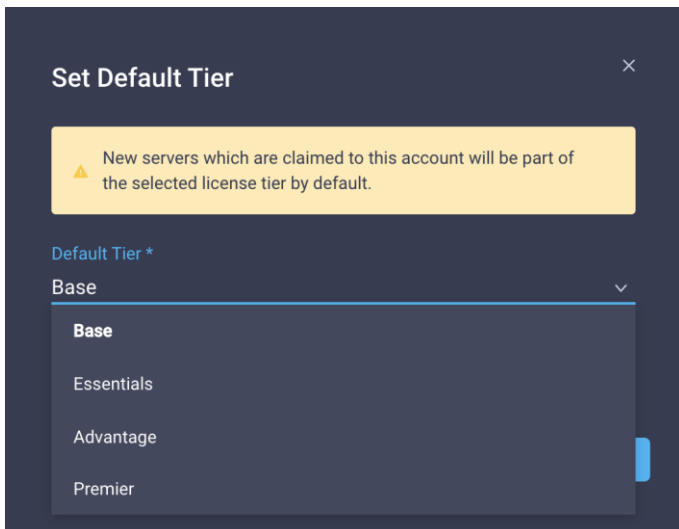 Set Default Tier
New servers which are claimed to this account will be part of
the selected license tier by default.
Default Tier *
Base
Base
Essentials
Advantage
Premier